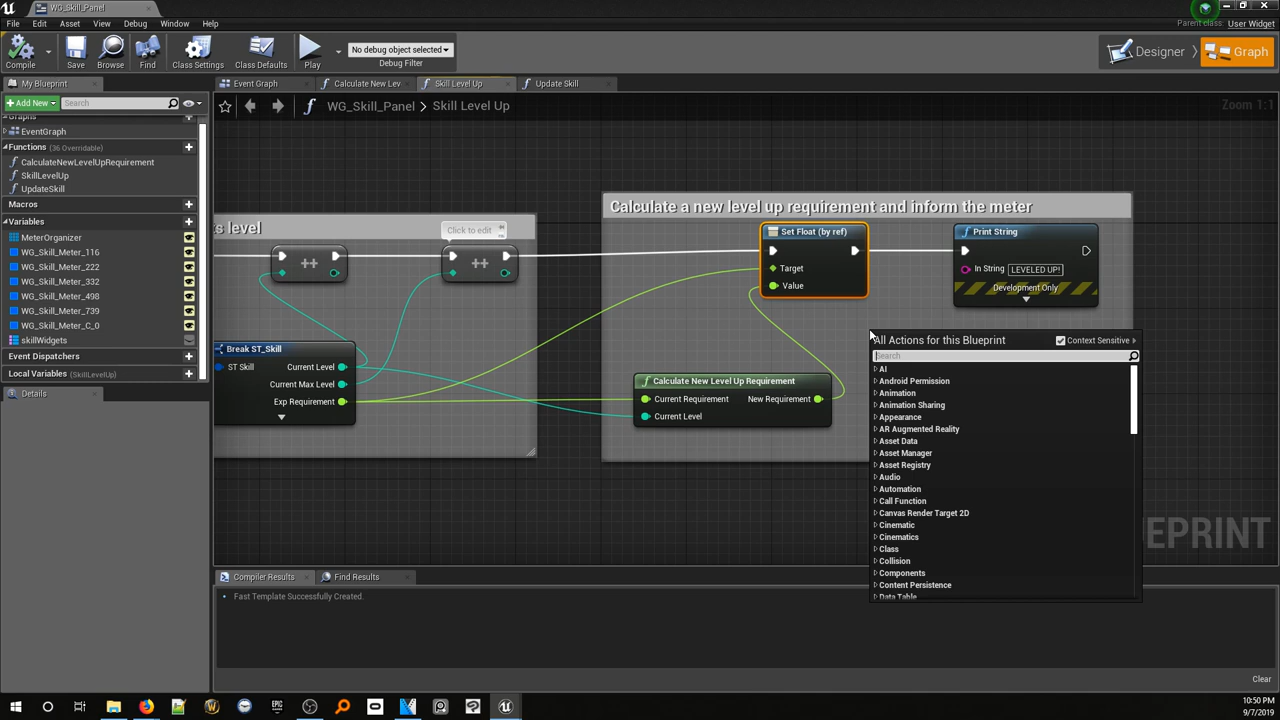 WG_Skill_Panel
Parent class:
File Edit Asset View Debug Window Help
User Widget
Compile Save Browse Find Class Settings Class Defaults Play
No debug object selected
Debug Filter
Designer
Graph
My Blueprint
Event Graph
Calculate New Lev
Skill Level Up
Update Skill
Add New
Search
WG_Skill_Panel > Skill Level Up
Zoom 1:1
Graphs
EventGraph
Functions (36 Overridable)
CalculateNewLevelUpRequirement
SkillLevelUp
UpdateSkill
Macros
Variables
MeterOrganizer
WG_Skill_Meter_116
WG_Skill_Meter_222
WG_Skill_Meter_332
WG_Skill_Meter_498
WG_Skill_Meter_739
WG_Skill_Meter_C_0
skillWidgets
Event Dispatchers
Local Variables (SkillLevelUp)
Details
s level
Click to edit
++
++
Break ST_Skill
ST Skill
Current Level
Current Max Level
Exp Requirement
Calculate a new level up requirement and inform the meter
Set Float (by ref)
Target
Value
Print String
In String LEVELED UP!
Development Only
Calculate New Level Up Requirement
Current Requirement
New Requirement
Current Level
All Actions for this Blueprint
Context Sensitive
Search
AI
Android Permission
Animation
Animation Sharing
Appearance
AR Augmented Reality
Asset Data
Asset Manager
Asset Registry
Audio
Automation
Call Function
Canvas Render Target 2D
Cinematic
Cinematics
Class
Collision
Components
Content Persistence
Data Table
EPRINT
Compiler Results
Find Results
Fast Template Successfully Created.
Clear
EPIC
10:50 PM
9/7/2019